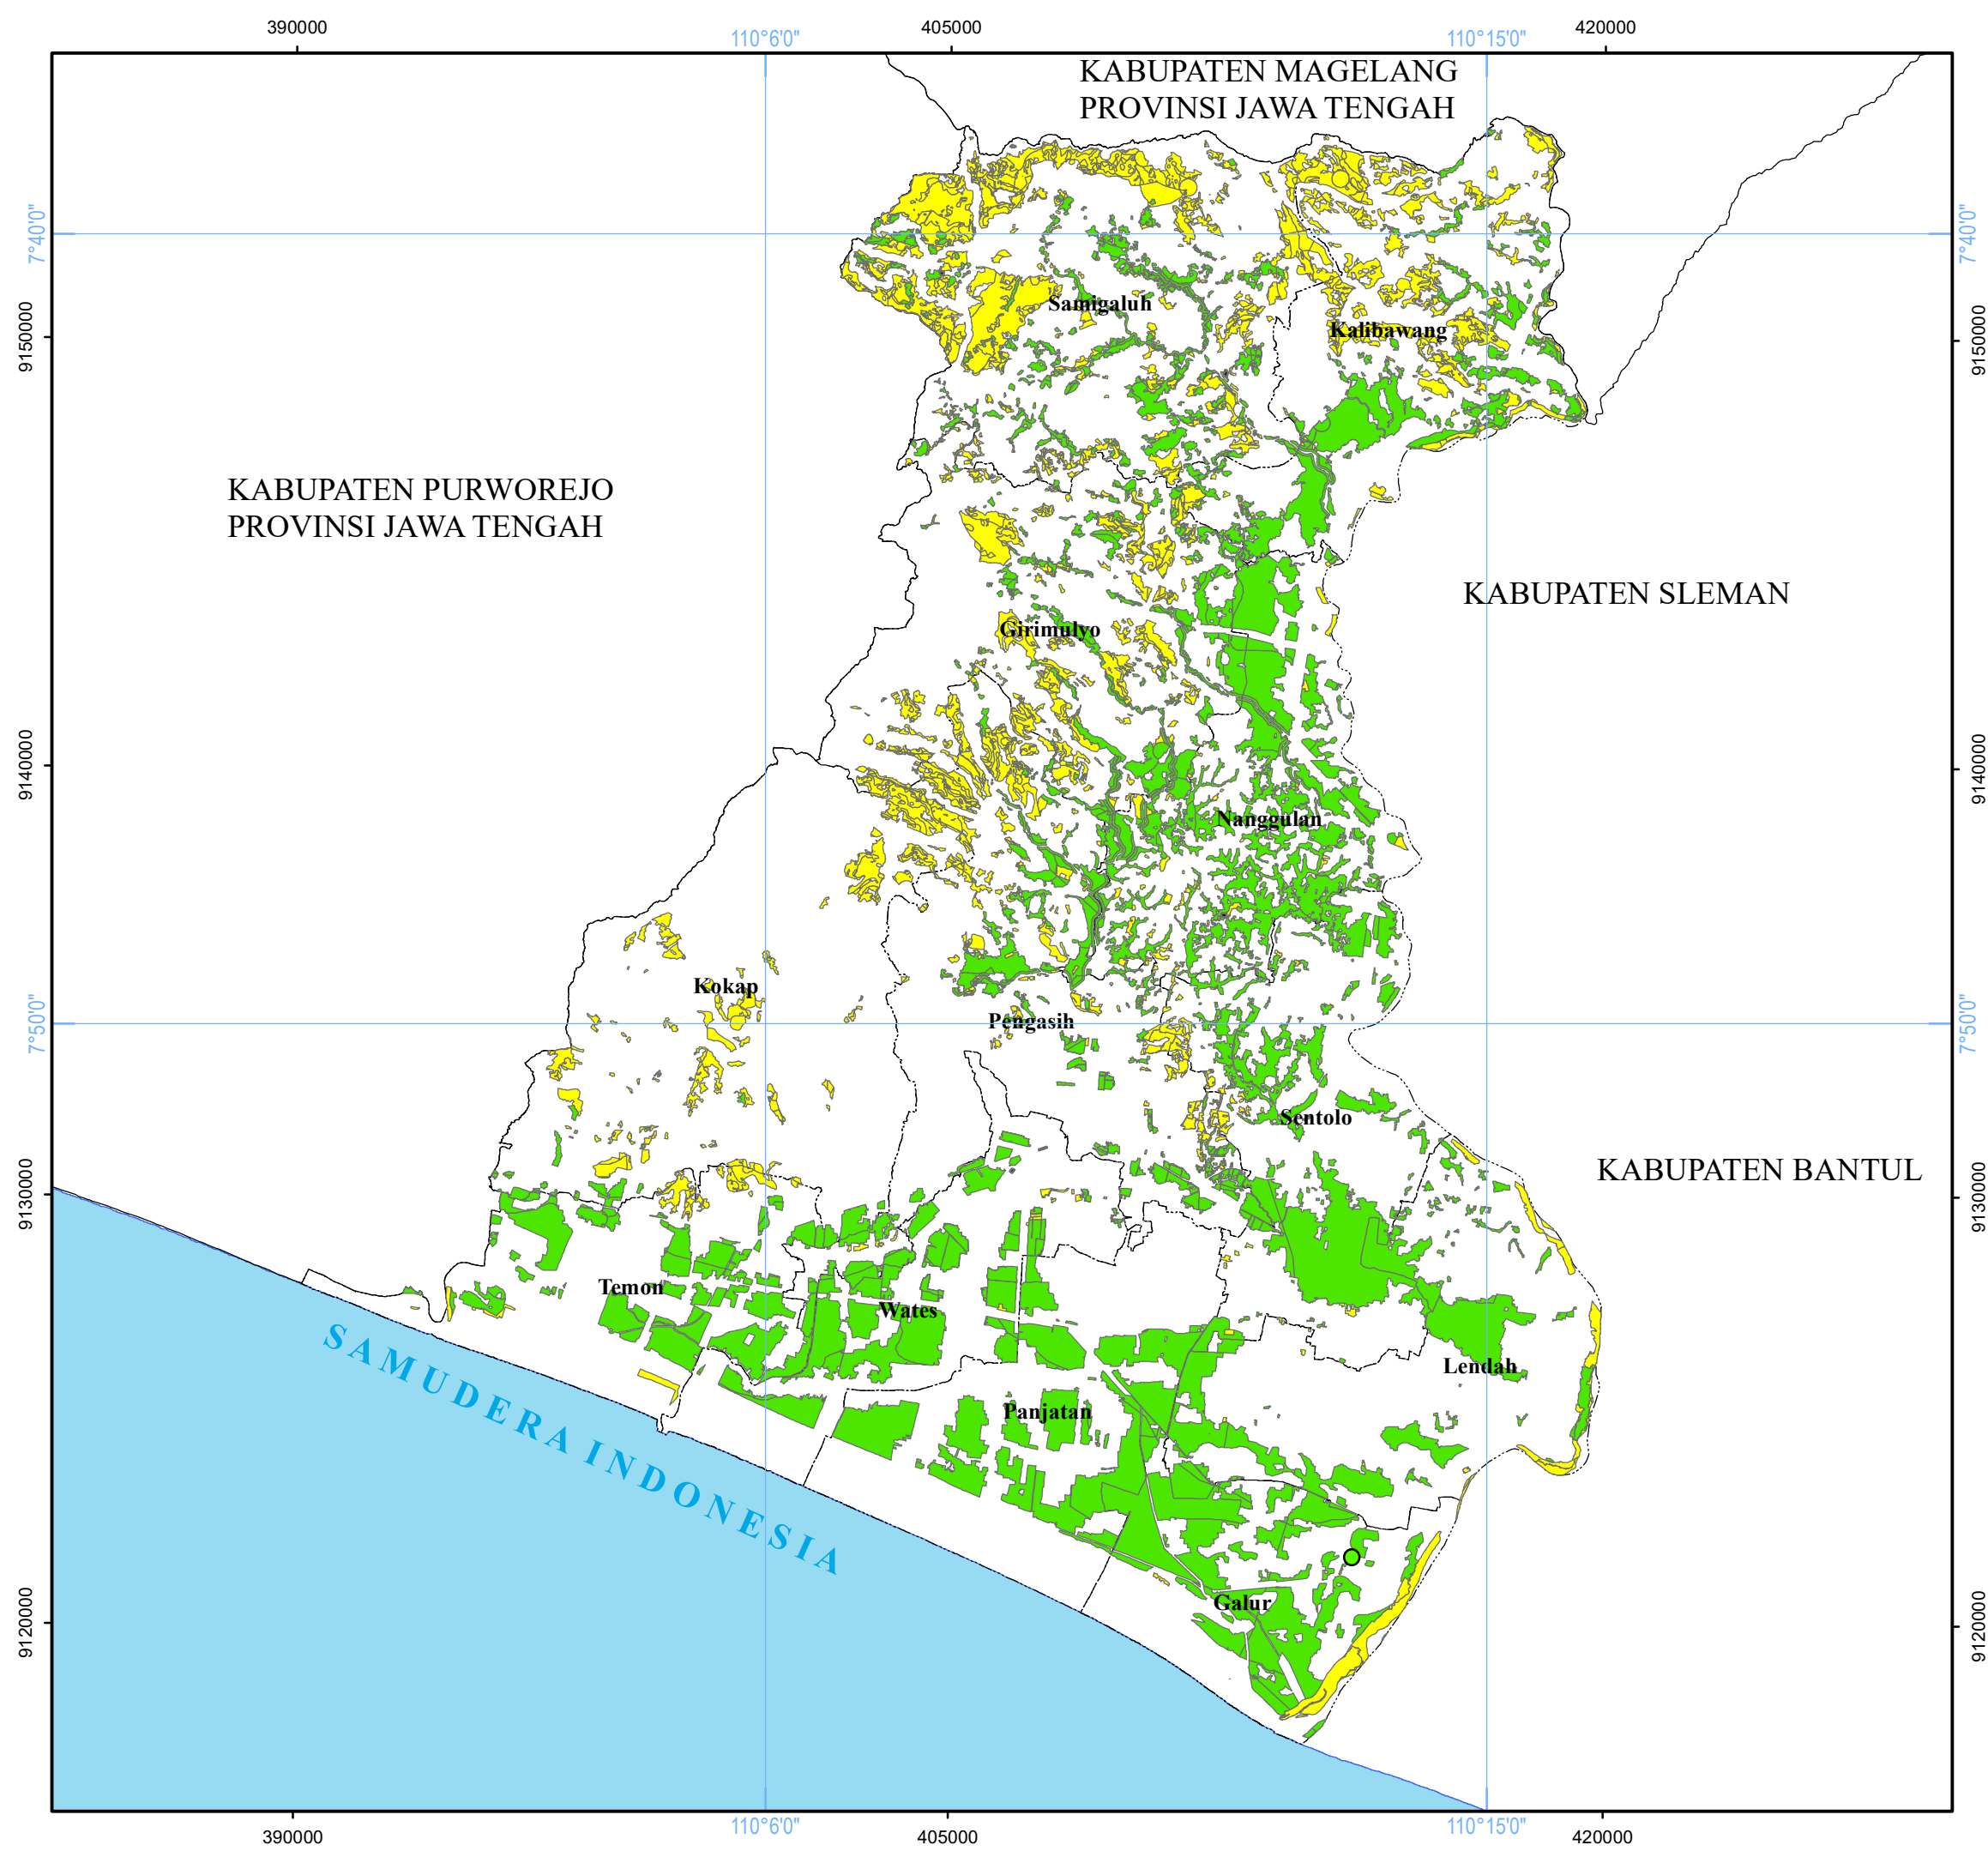 390000
405000
420000
110°6'0"
110°15'0"
KABUPATEN MAGELANG
PROVINSI JAWA TENGAH
7°40'0"
7°40'0"
9150000
9150000
Samigaluh
Kalibawang
KABUPATEN PURWOREJO
PROVINSI JAWA TENGAH
KABUPATEN SLEMAN
Girimulyo
9140000
9140000
Nanggulan
Kokap
Pengasih
7°50'0"
7°50'0"
Sentolo
KABUPATEN BANTUL
9130000
9130000
Temon
Wates
Lendah
Panjatan
SAMUDERA INDONESIA
Galur
9120000
9120000
110°6'0"
110°15'0"
390000
405000
420000